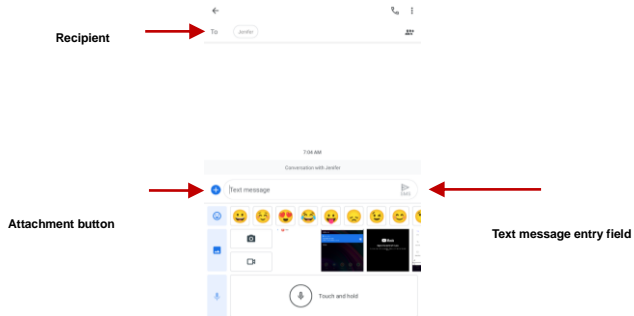 To
Jenifer
Recipient
7:04 AM
Conversation with Jenifer
Text message
Attachment button
Text message entry field
Touch and hold